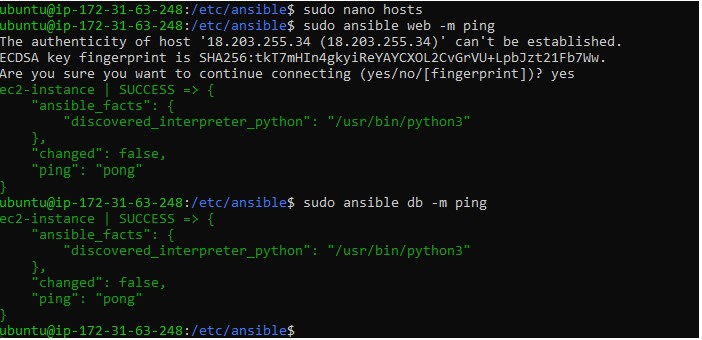 ubuntu@ip-172-31-63-248:/etc/ansible$ sudo nano hosts
ubuntu@ip-172-31-63-248:/etc/ansible$ sudo ansible web -m ping
The authenticity of host '18.203.255.34 (18.203.255.34)' can't be established.
ECDSA key fingerprint is SHA256:tkT7mHIn4gkyiReYAYCXOL2CvGrVU+LpbJzt21Fb7Ww.
Are you sure you want to continue connecting (yes/no/[fingerprint])? yes
ec2-instance | SUCCESS => {
    "ansible_facts": {
        "discovered_interpreter_python": "/usr/bin/python3"
    },
    "changed": false,
    "ping": "pong"
}
ubuntu@ip-172-31-63-248:/etc/ansible$ sudo ansible db -m ping
ec2-instance | SUCCESS => {
    "ansible_facts": {
        "discovered_interpreter_python": "/usr/bin/python3"
    },
    "changed": false,
    "ping": "pong"
}
ubuntu@ip-172-31-63-248:/etc/ansible$